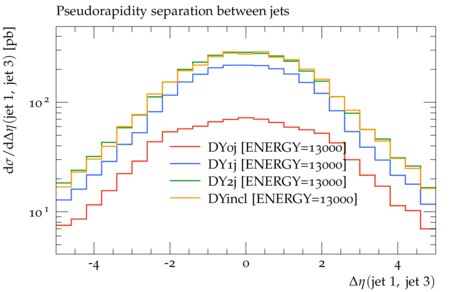 Pseudorapidity separation between jets
dσ/dΔη(jet 1, jet 3) [pb]
10²
10¹
DY0j [ENERGY=13000]
DY1j [ENERGY=13000]
DY2j [ENERGY=13000]
DYincl [ENERGY=13000]
-4 -2 0 2 4
Δη(jet 1, jet 3)